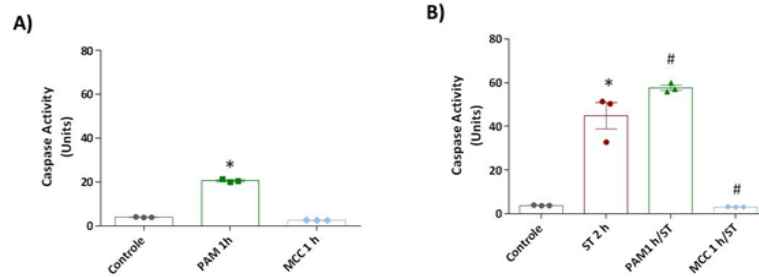 A)
Caspase Activity
(Units)
80
60
40
20
0
*
Controle
PAM 1h
MCC 1 h
B)
Caspase Activity
(Units)
80
60
40
20
0
*
#
#
Controle
ST 2 h
PAM1 h/ST
MCC 1 h/ST